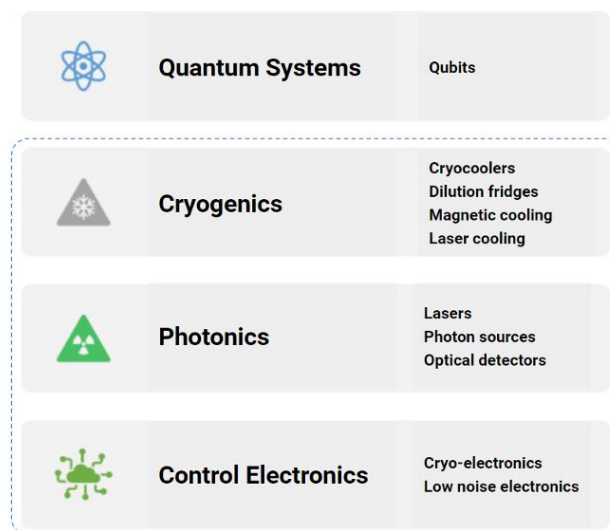 Quantum Systems
Qubits
Cryogenics
Cryocoolers
Dilution fridges
Magnetic cooling
Laser cooling
Photonics
Lasers
Photon sources
Optical detectors
Control Electronics
Cryo-electronics
Low noise electronics